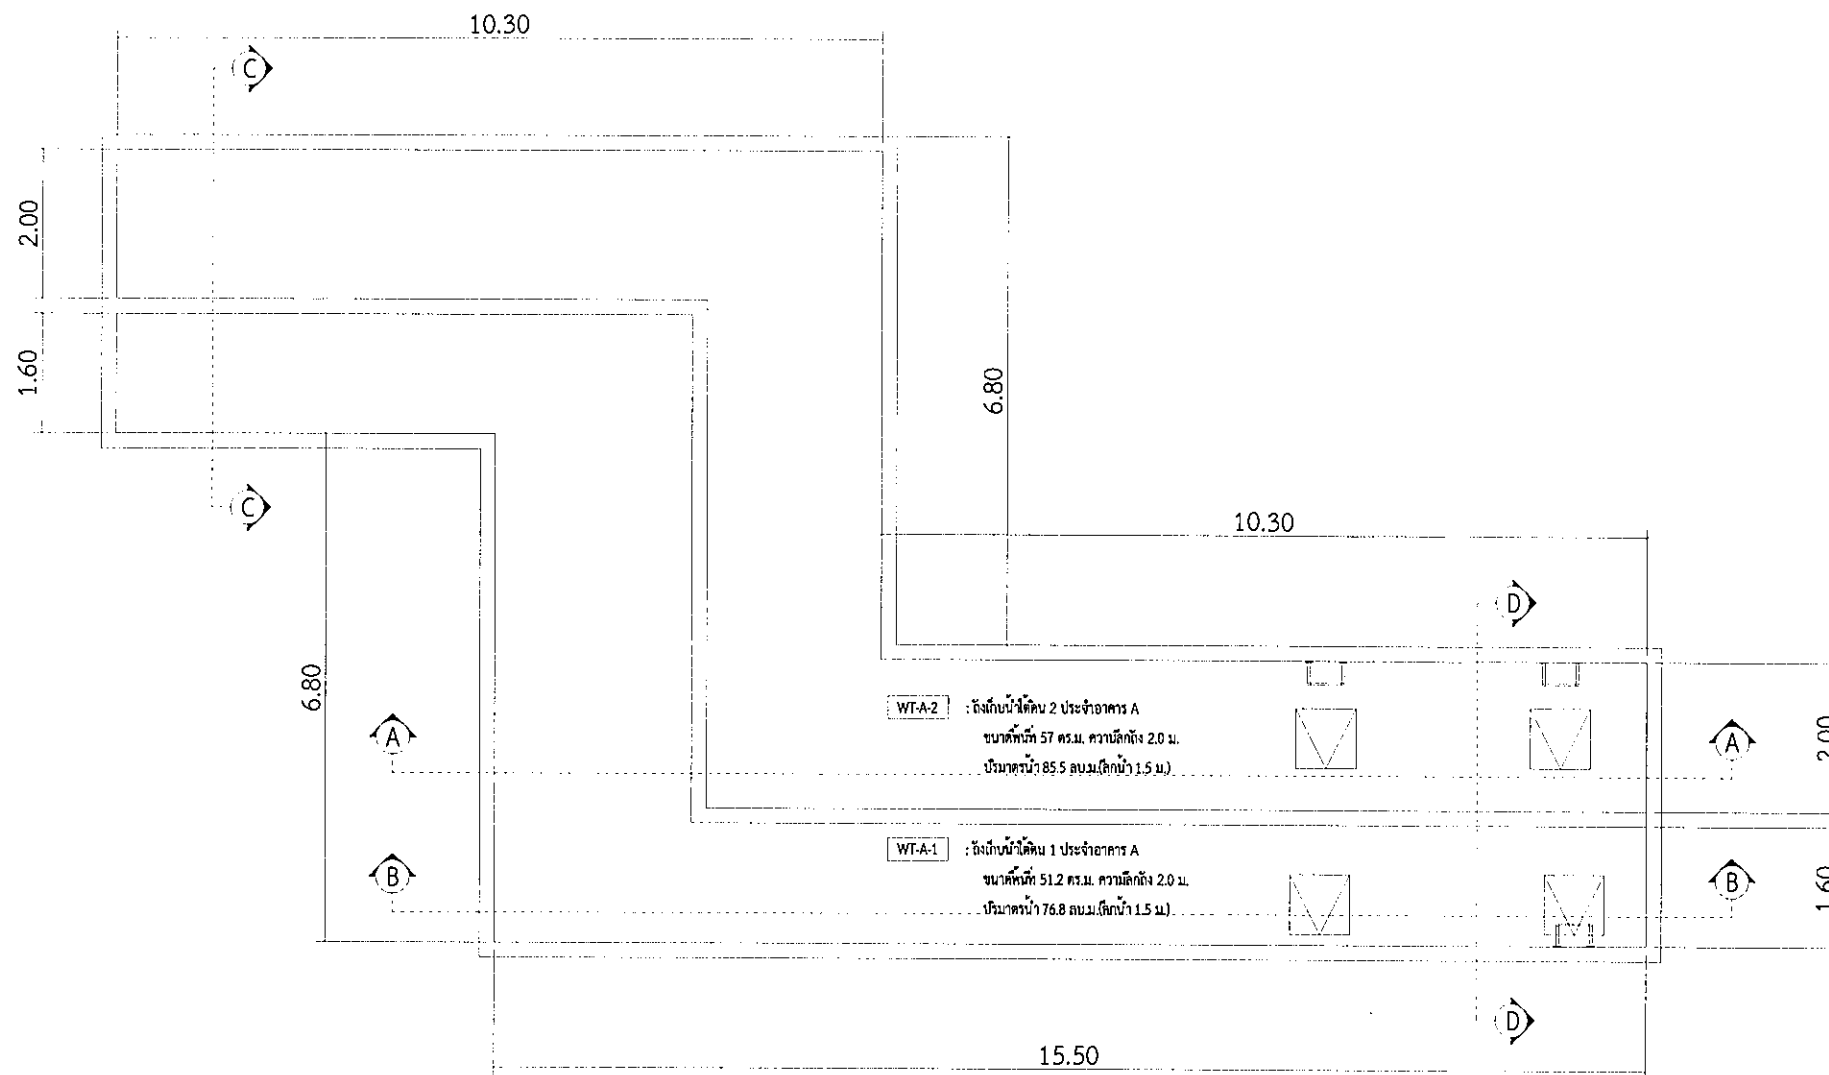 10.30
C
2.00
1.60
6.80
C
10.30
D
6.80
A
WT-A-2 : ถังเก็บน้ำใต้ดิน 2 ประจำอาคาร A
ขนาดพื้นที่ 57 ตร.ม. ความลึกถัง 2.0 ม.
ปริมาตรน้ำ 85.5 ลบ.ม.(ลึกน้ำ 1.5 ม.)
A
2.00
B
WT-A-1 : ถังเก็บน้ำใต้ดิน 1 ประจำอาคาร A
ขนาดพื้นที่ 51.2 ตร.ม. ความลึกถัง 2.0 ม.
ปริมาตรน้ำ 76.8 ลบ.ม.(ลึกน้ำ 1.5 ม.)
B
1.60
D
15.50